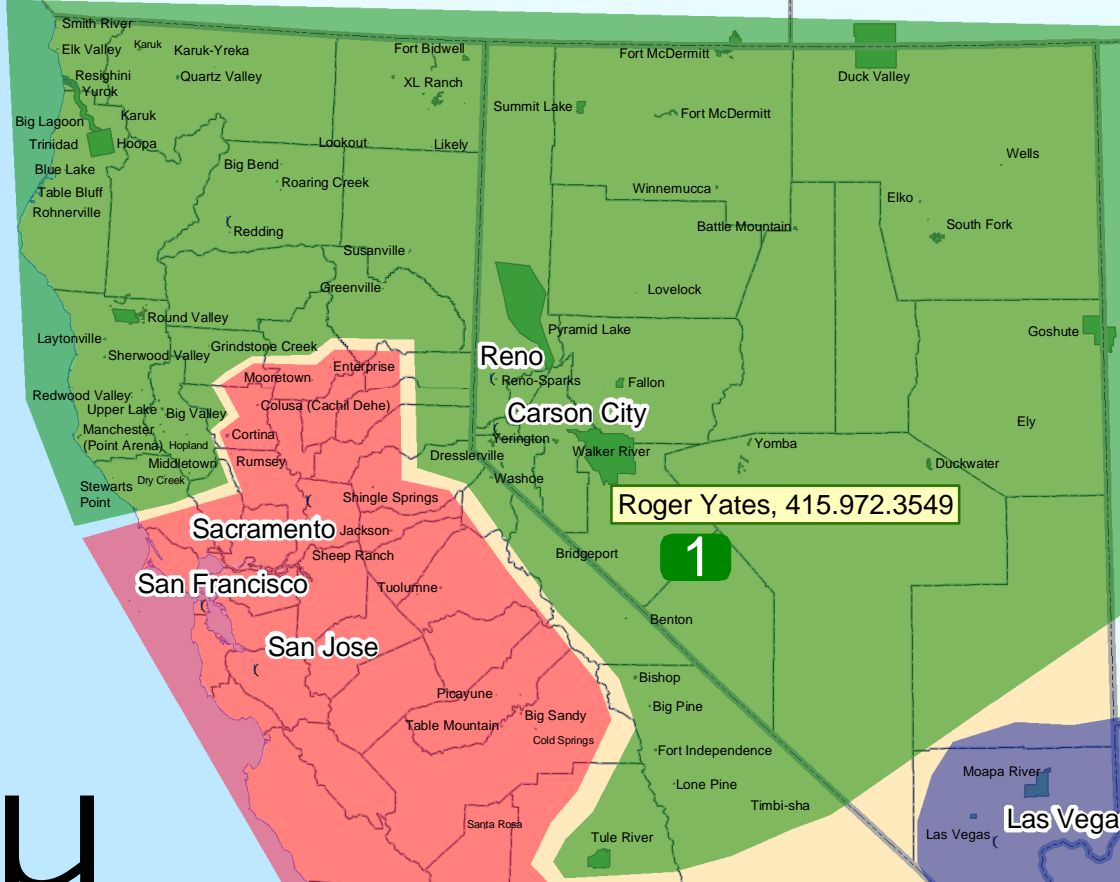 Smith River
Elk Valley
Karuk
Karuk-Yreka
Fort Bidwell
Fort McDermitt
Duck Valley
Resighini
Yurok
Quartz Valley
XL Ranch
Summit Lake
Fort McDermitt
Big Lagoon
Karuk
Trinidad
Hoopa
Lookout
Likely
Wells
Blue Lake
Big Bend
Roaring Creek
Table Bluff
Winnemucca
Elko
Rohnerville
Redding
Battle Mountain
South Fork
Susanville
Greenville
Lovelock
Round Valley
Pyramid Lake
Goshute
Laytonville
Sherwood Valley
Grindstone Creek
Reno
Enterprise
Mooretown
Reno-Sparks
Fallon
Redwood Valley
Upper Lake
Big Valley
Colusa (Cachil Dehe)
Carson City
Ely
Manchester
(Point Arena)
Hopland
Cortina
Yerington
Yomba
Walker River
Dresslerville
Middletown
Rumsey
Duckwater
Dry Creek
Washoe
Stewarts
Point
Shingle Springs
Roger Yates, 415.972.3549
Sacramento
Jackson
Sheep Ranch
Bridgeport
1
San Francisco
Tuolumne
Benton
San Jose
Bishop
Picayune
Big Pine
Table Mountain
Big Sandy
Cold Springs
Fort Independence
Moapa River
Lone Pine
Timbi-sha
Las Vega
Santa Rosa
Las Vegas
Tule River
u